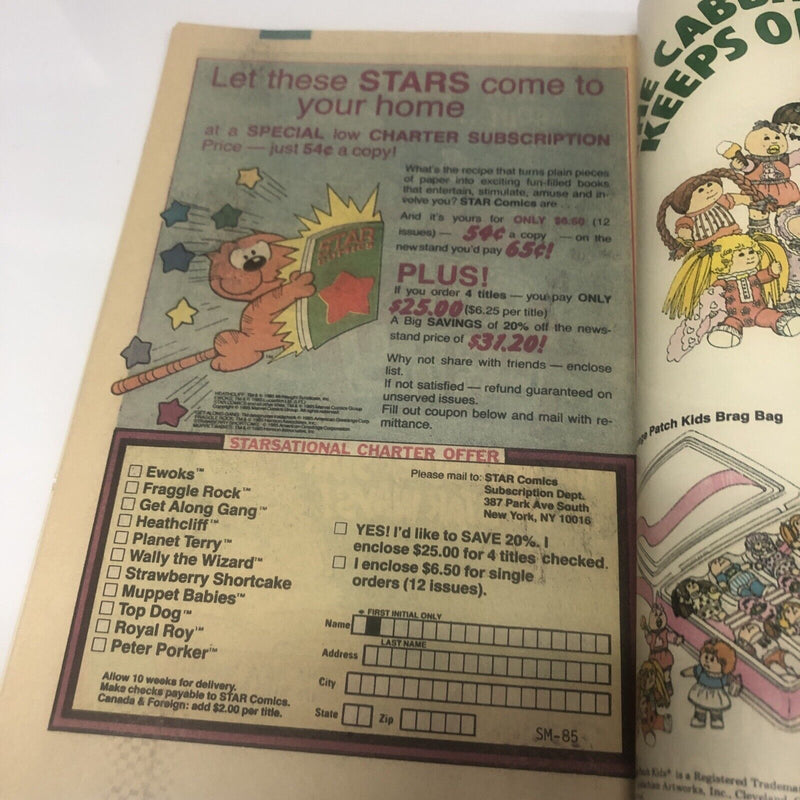 Let these STARS come to
your home
at a SPECIAL low CHARTER SUBSCRIPTION
Price — just 54¢ a copy!
What's the recipe that turns plain pieces
of paper into exciting fun-filled books
that entertain, stimulate, amuse and in-
volve you? STAR Comics are . . .
And it's yours for ONLY $6.50 (12
issues) — 54¢ a copy — on the
newstand you'd pay 65¢!
PLUS!
If you order 4 titles — you pay ONLY
$25.00 ($6.25 per title)
A Big SAVINGS of 20% off the news-
stand price of $31.20!
Why not share with friends — enclose
list.
If not satisfied — refund guaranteed on
unserved issues.
Fill out coupon below and mail with re-
mittance.
STAR
COMICS
STARSATIONAL CHARTER OFFER
Ewoks™
Fraggle Rock™
Get Along Gang™
Heathcliff™
Planet Terry™
Wally the Wizard™
Strawberry Shortcake
Muppet Babies™
Top Dog™
Royal Roy™
Peter Porker™
Allow 10 weeks for delivery.
Make checks payable to STAR Comics.
Canada & Foreign: add $2.00 per title.
Please mail to: STAR Comics
Subscription Dept.
387 Park Ave South
New York, NY 10016
YES! I'd like to SAVE 20%. I
enclose $25.00 for 4 titles checked.
I enclose $6.50 for single
orders (12 issues).
FIRST INITIAL ONLY
Name
LAST NAME
Address
City
State Zip
SM-85
KEEPS
Patch Kids Brag Bag
is a Registered
Artworks, Inc., Cleveland,